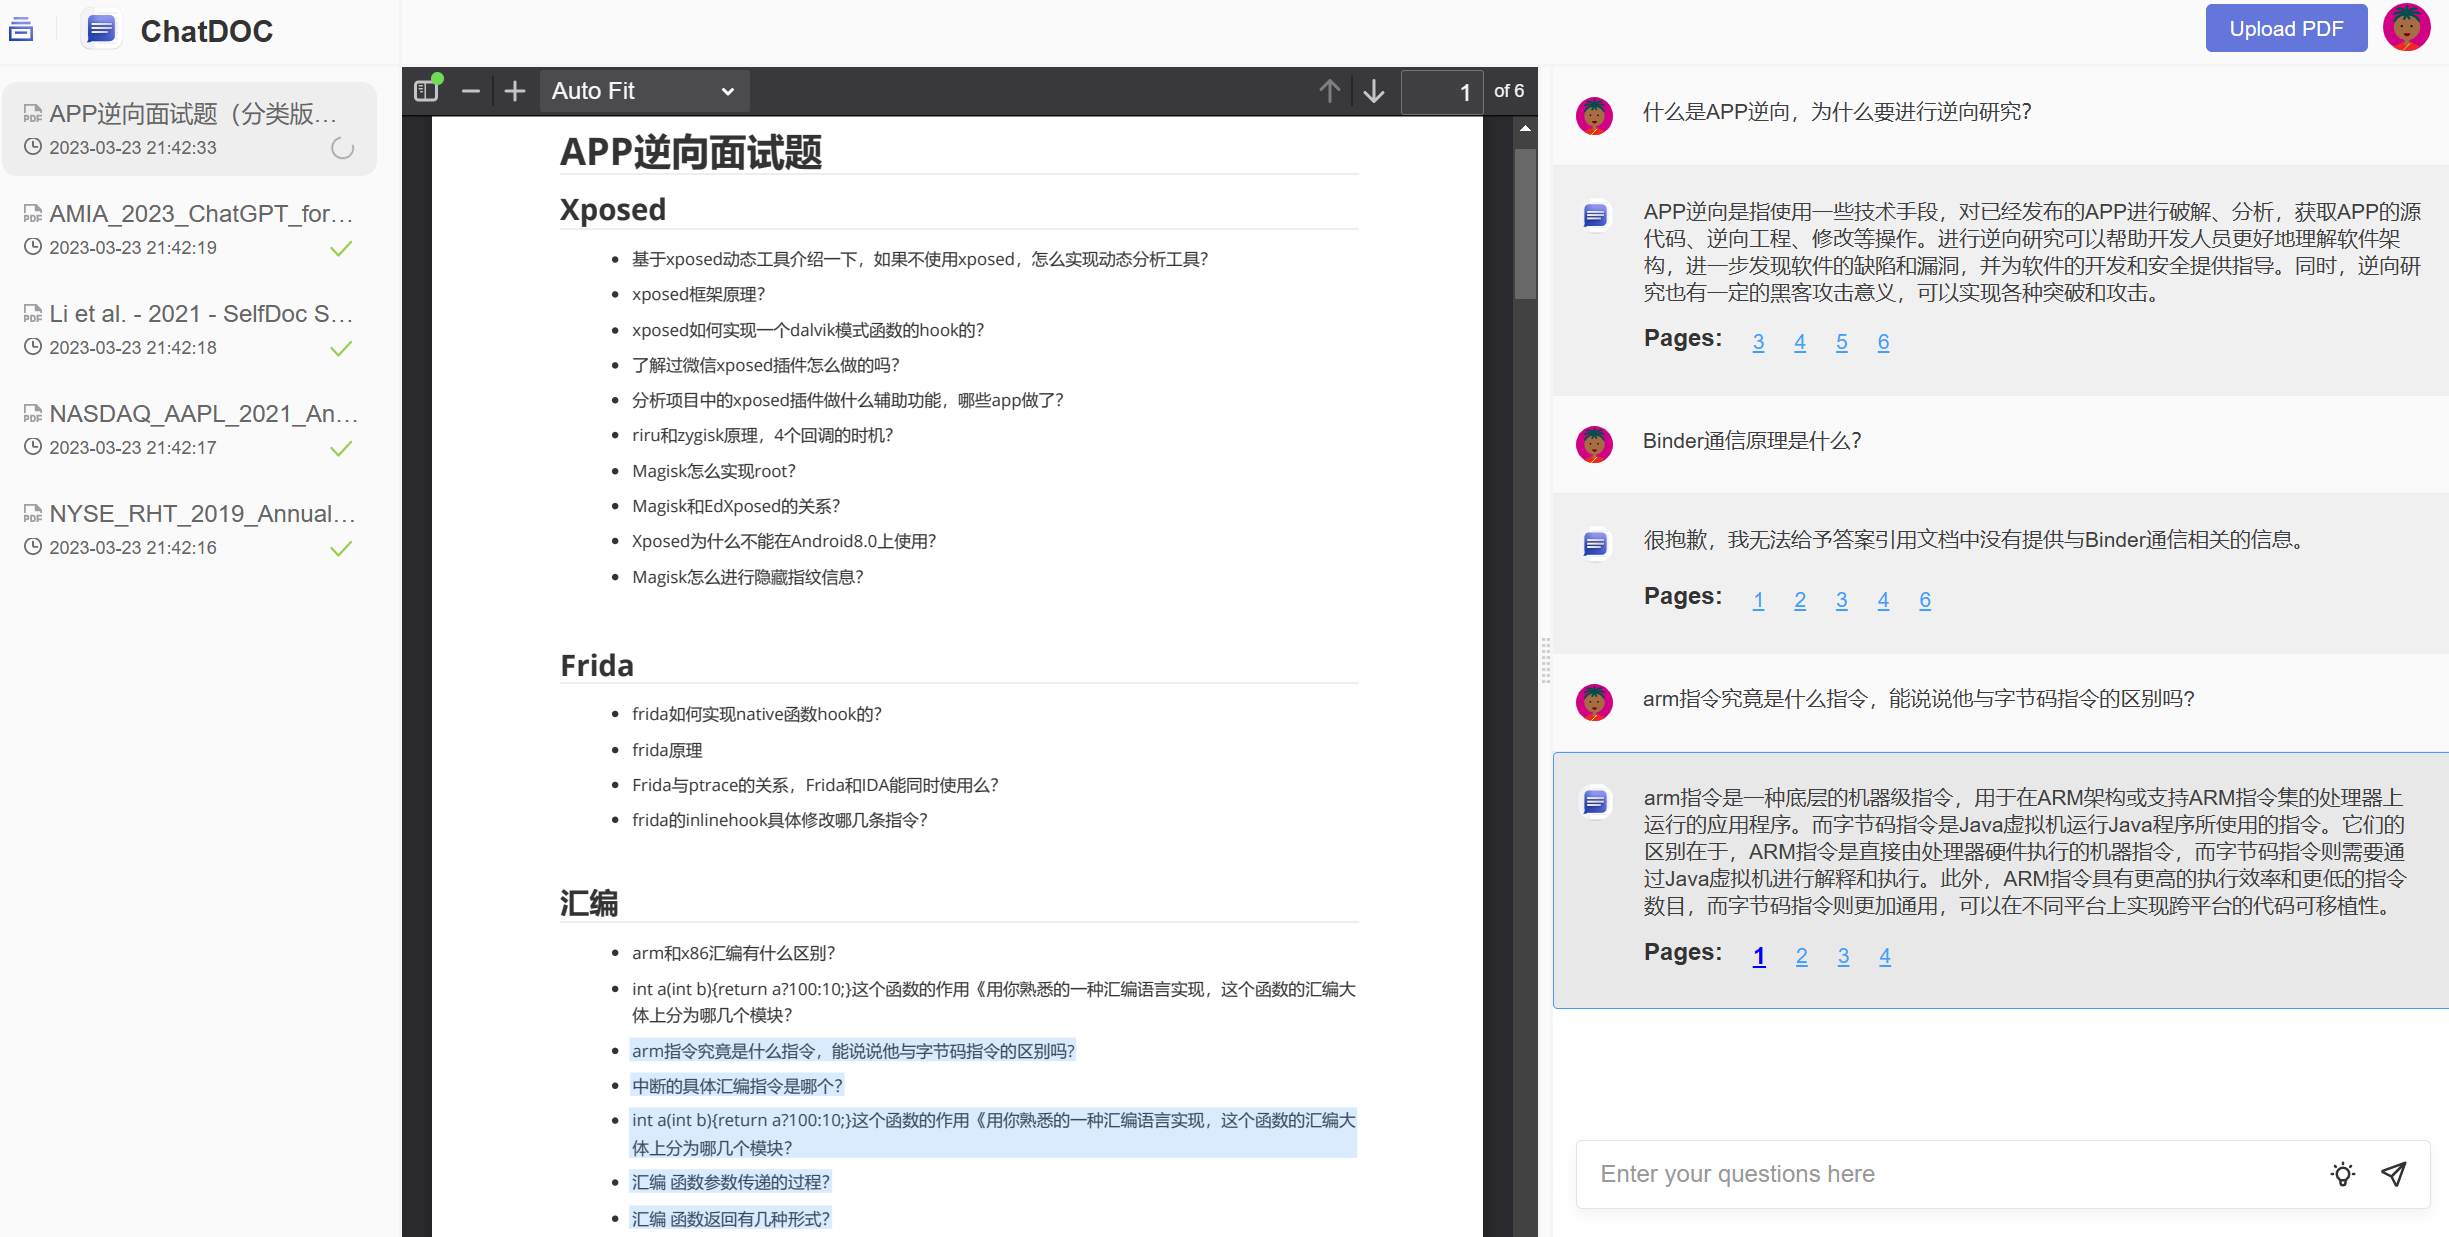 ChatDOC
Upload PDF
APP逆向面试题（分类版...
2023-03-23 21:42:33
AMIA_2023_ChatGPT_for...
2023-03-23 21:42:19
Li et al. - 2021 - SelfDoc S...
2023-03-23 21:42:18
NASDAQ_AAPL_2021_An...
2023-03-23 21:42:17
NYSE_RHT_2019_Annual...
2023-03-23 21:42:16
Auto Fit
1 of 6
APP逆向面试题
Xposed
• 基于xposed动态工具介绍一下，如果不使用xposed，怎么实现动态分析工具？
• xposed框架原理？
• xposed如何实现一个dalvik模式函数的hook的？
• 了解过微信xposed插件怎么做的吗？
• 分析项目中的xposed插件做什么辅助功能，哪些app做了？
• riru和zygisk原理，4个回调的时机？
• Magisk怎么实现root？
• Magisk和EdXposed的关系？
• Xposed为什么不能在Android8.0上使用？
• Magisk怎么进行隐藏指纹信息？
Frida
• frida如何实现native函数hook的？
• frida原理
• Frida与ptrace的关系，Frida和IDA能同时使用么？
• frida的inlinehook具体修改哪几条指令？
汇编
• arm和x86汇编有什么区别？
• int a(int b){return a?100:10;}这个函数的作用《用你熟悉的一种汇编语言实现，这个函数的汇编大
体上分为哪几个模块？
• arm指令究竟是什么指令，能说说他与字节码指令的区别吗?
• 中断的具体汇编指令是哪个？
• int a(int b){return a?100:10;}这个函数的作用《用你熟悉的一种汇编语言实现，这个函数的汇编大
体上分为哪几个模块？
• 汇编 函数参数传递的过程？
• 汇编 函数返回有几种形式？
什么是APP逆向，为什么要进行逆向研究？
APP逆向是指使用一些技术手段，对已经发布的APP进行破解、分析，获取APP的源
代码、逆向工程、修改等操作。进行逆向研究可以帮助开发人员更好地理解软件架
构，进一步发现软件的缺陷和漏洞，并为软件的开发和安全提供指导。同时，逆向研
究也有一定的黑客攻击意义，可以实现各种突破和攻击。
Pages: 3 4 5 6
Binder通信原理是什么？
很抱歉，我无法给予答案引用文档中没有提供与Binder通信相关的信息。
Pages: 1 2 3 4 6
arm指令究竟是什么指令，能说说他与字节码指令的区别吗?
arm指令是一种底层的机器级指令，用于在ARM架构或支持ARM指令集的处理器上
运行的应用程序。而字节码指令是Java虚拟机运行Java程序所使用的指令。它们的
区别在于，ARM指令是直接由处理器硬件执行的机器指令，而字节码指令则需要通
过Java虚拟机进行解释和执行。此外，ARM指令具有更高的执行效率和更低的指令
数目，而字节码指令则更加通用，可以在不同平台上实现跨平台的代码可移植性。
Pages: 1 2 3 4
Enter your questions here